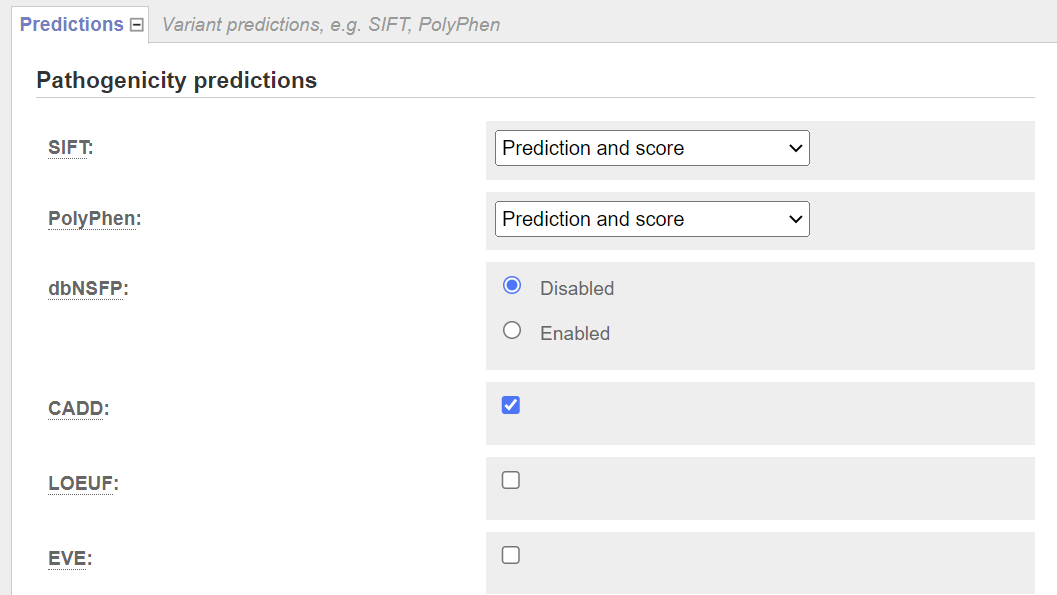 Predictions Variant predictions, e.g. SIFT, PolyPhen
Pathogenicity predictions
SIFT: Prediction and score
PolyPhen: Prediction and score
dbNSFP: Disabled
Enabled
CADD:
LOEUF:
EVE: